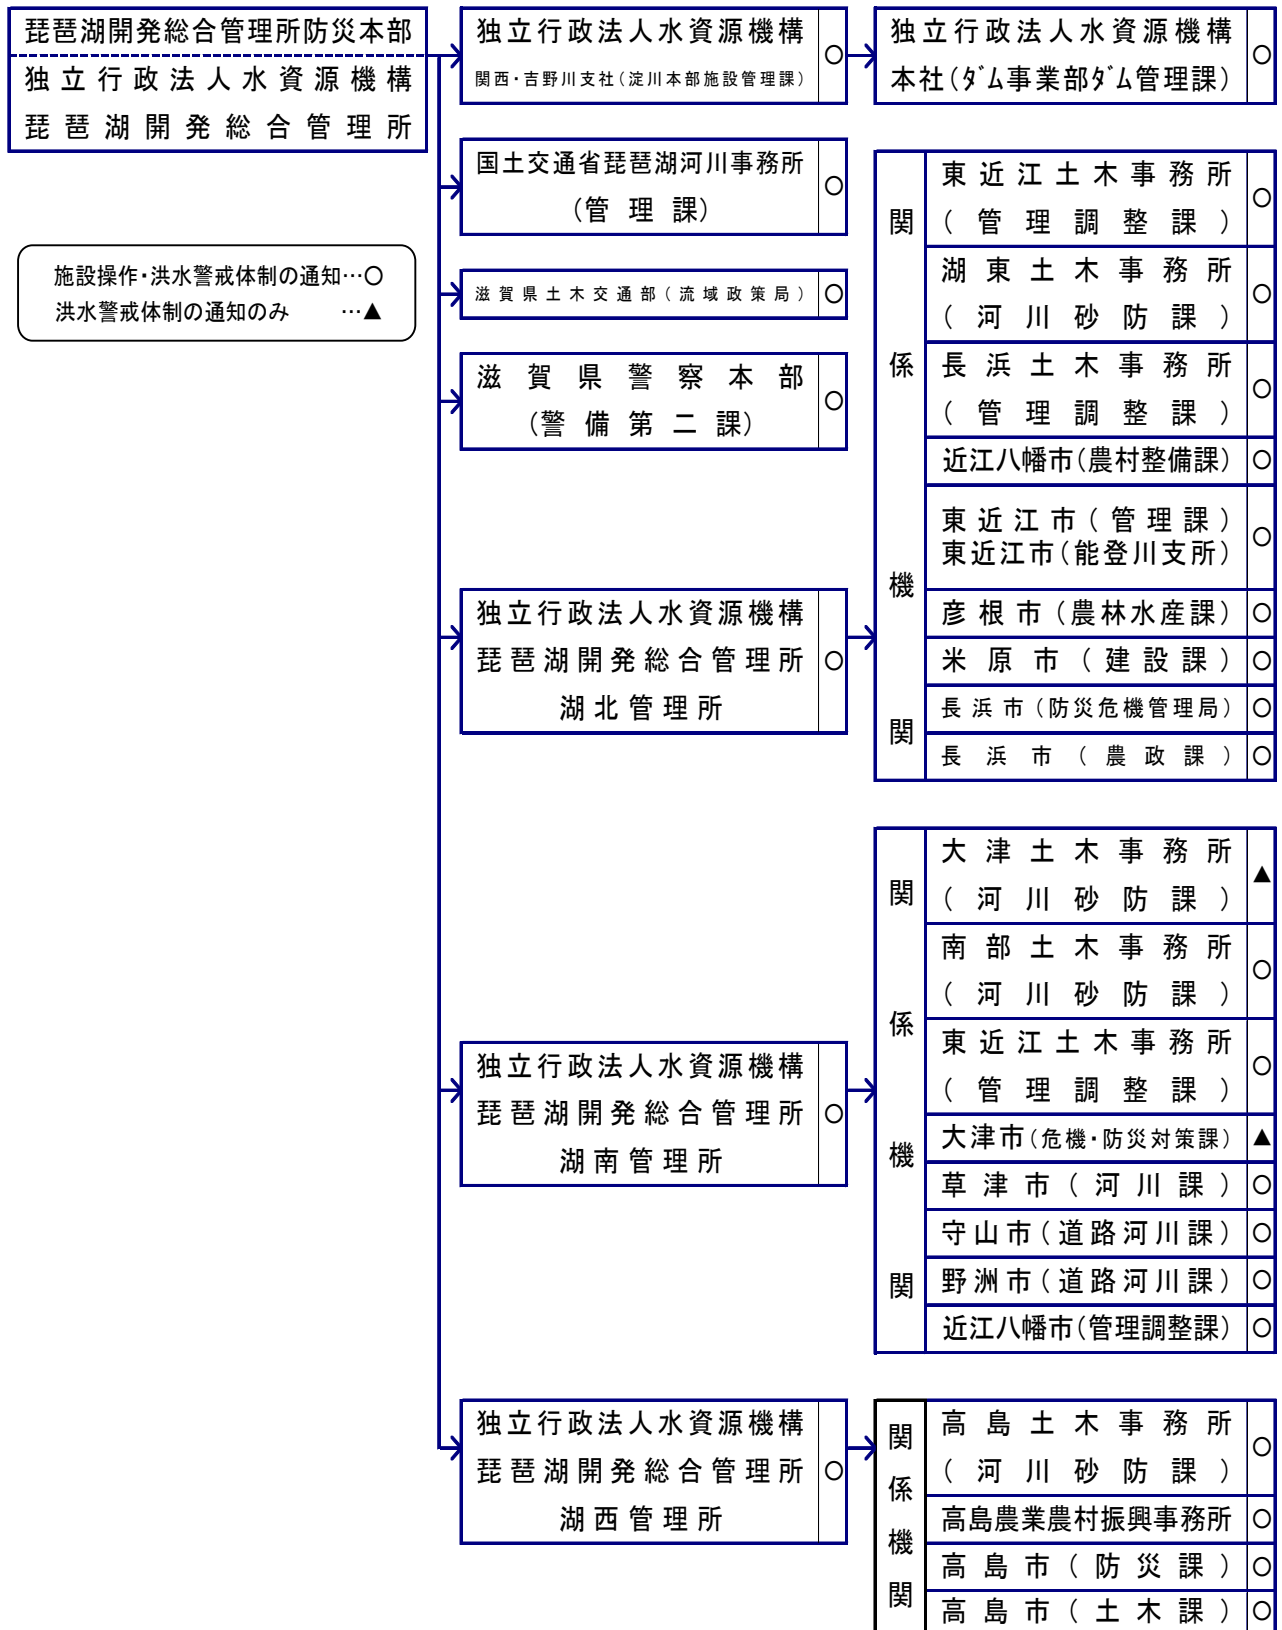 琵琶湖開発総合管理所防災本部
独立行政法人水資源機構
琵琶湖開発総合管理所
施設操作・洪水警戒体制の通知…○
洪水警戒体制の通知のみ …▲
独立行政法人水資源機構
関西・吉野川支社(淀川本部施設管理課)
○
独立行政法人水資源機構
本社(ダム事業部ダム管理課)
○
国土交通省琵琶湖河川事務所
(管理課)
○
滋賀県土木交通部(流域政策局)
○
滋賀県警察本部
(警備第二課)
○
独立行政法人水資源機構
琵琶湖開発総合管理所
湖北管理所
○
関係機関
東近江土木事務所
(管理調整課)
○
湖東土木事務所
(河川砂防課)
○
長浜土木事務所
(管理調整課)
○
近江八幡市(農村整備課) ○
東近江市(管理課)
東近江市(能登川支所)
○
彦根市(農林水産課) ○
米原市(建設課) ○
長浜市(防災危機管理局) ○
長浜市(農政課) ○
独立行政法人水資源機構
琵琶湖開発総合管理所
湖南管理所
○
関係機関
大津土木事務所
(河川砂防課)
▲
南部土木事務所
(河川砂防課)
○
東近江土木事務所
(管理調整課)
○
大津市(危機・防災対策課) ▲
草津市(河川課) ○
守山市(道路河川課) ○
野洲市(道路河川課) ○
近江八幡市(管理調整課) ○
独立行政法人水資源機構
琵琶湖開発総合管理所
湖西管理所
○
関係機関
高島土木事務所
(河川砂防課)
○
高島農業農村振興事務所 ○
高島市(防災課) ○
高島市(土木課) ○